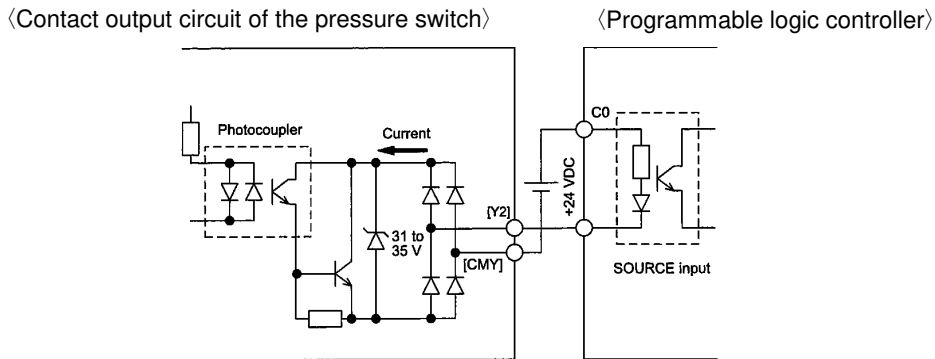 〈Contact output circuit of the pressure switch〉
〈Programmable logic controller〉
Photocoupler
Current
C0
+24 VDC
[Y2]
31 to
35 V
[CMY]
SOURCE input